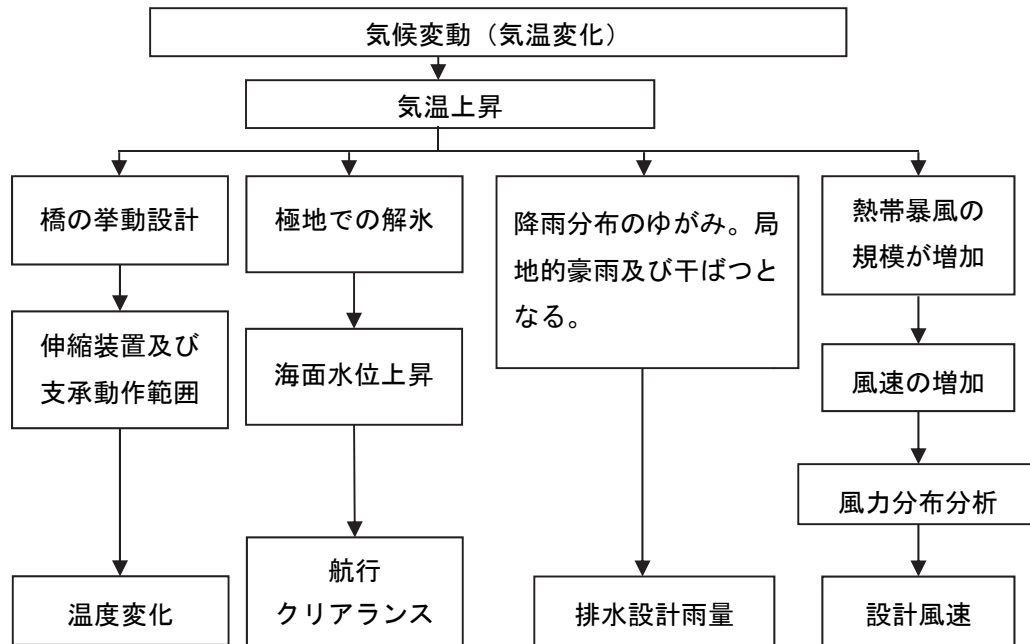 気候変動（気温変化）
気温上昇
橋の挙動設計
伸縮装置及び
支承動作範囲
温度変化
極地での解氷
海面水位上昇
航行
クリアランス
降雨分布のゆがみ。局
地的豪雨及び干ばつと
なる。
排水設計雨量
熱帯暴風の
規模が増加
風速の増加
風力分布分析
設計風速